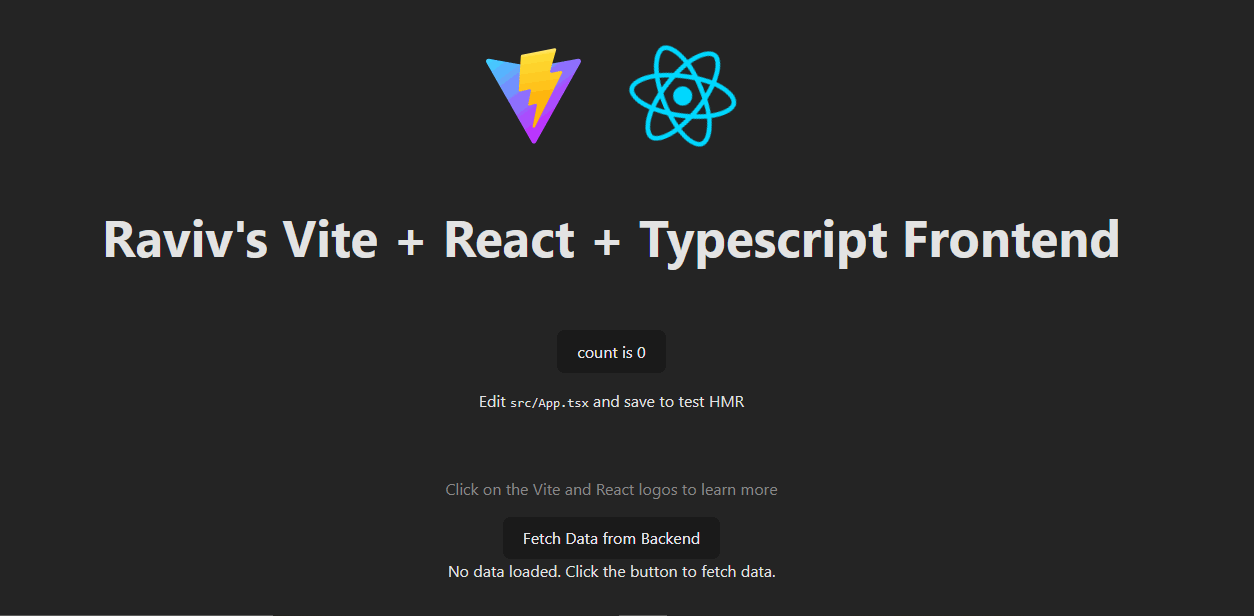 Raviv's Vite + React + Typescript Frontend
count is 0
Edit src/App.tsx and save to test HMR
Click on the Vite and React logos to learn more
Fetch Data from Backend
No data loaded. Click the button to fetch data.